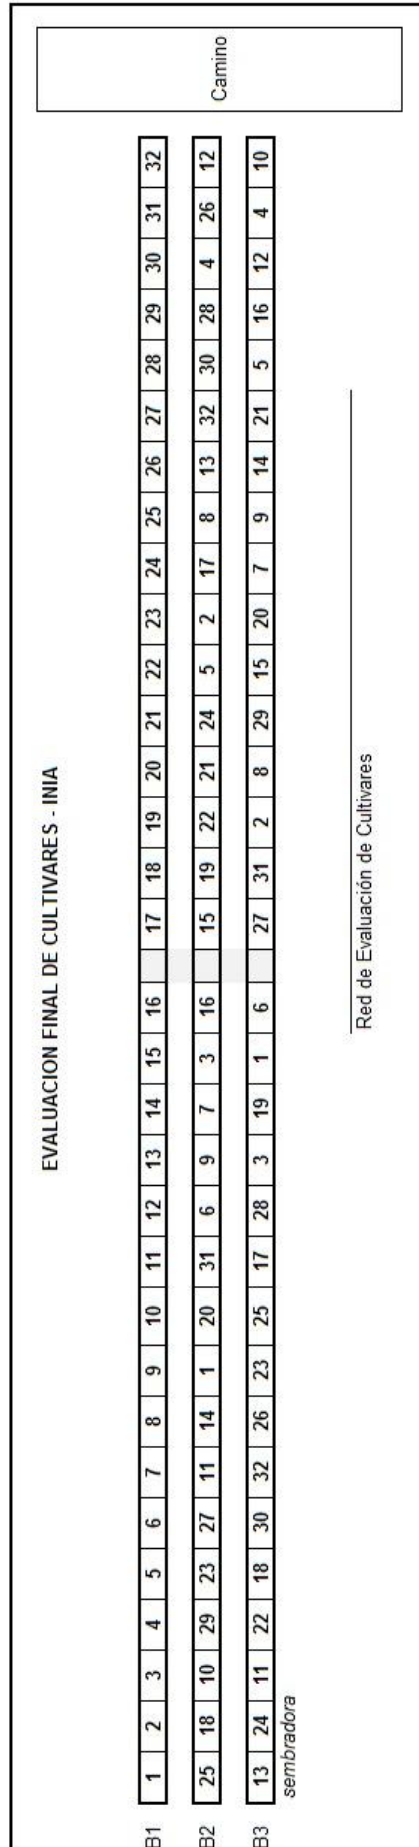 EVALUACION FINAL DE CULTIVARES - INIA
Camino
B1 1 2 3 4 5 6 7 8 9 10 11 12 13 14 15 16 17 18 19 20 21 22 23 24 25 26 27 28 29 30 31 32
B2 25 18 10 29 23 27 11 14 1 20 31 6 9 7 3 16 15 19 22 21 24 5 2 17 8 13 32 30 28 4 26 12
B3 13 24 11 22 18 30 32 26 23 25 17 28 3 19 1 6 27 31 2 8 29 15 20 7 9 14 21 5 16 12 4 10
sembradora
Red de Evaluación de Cultivares